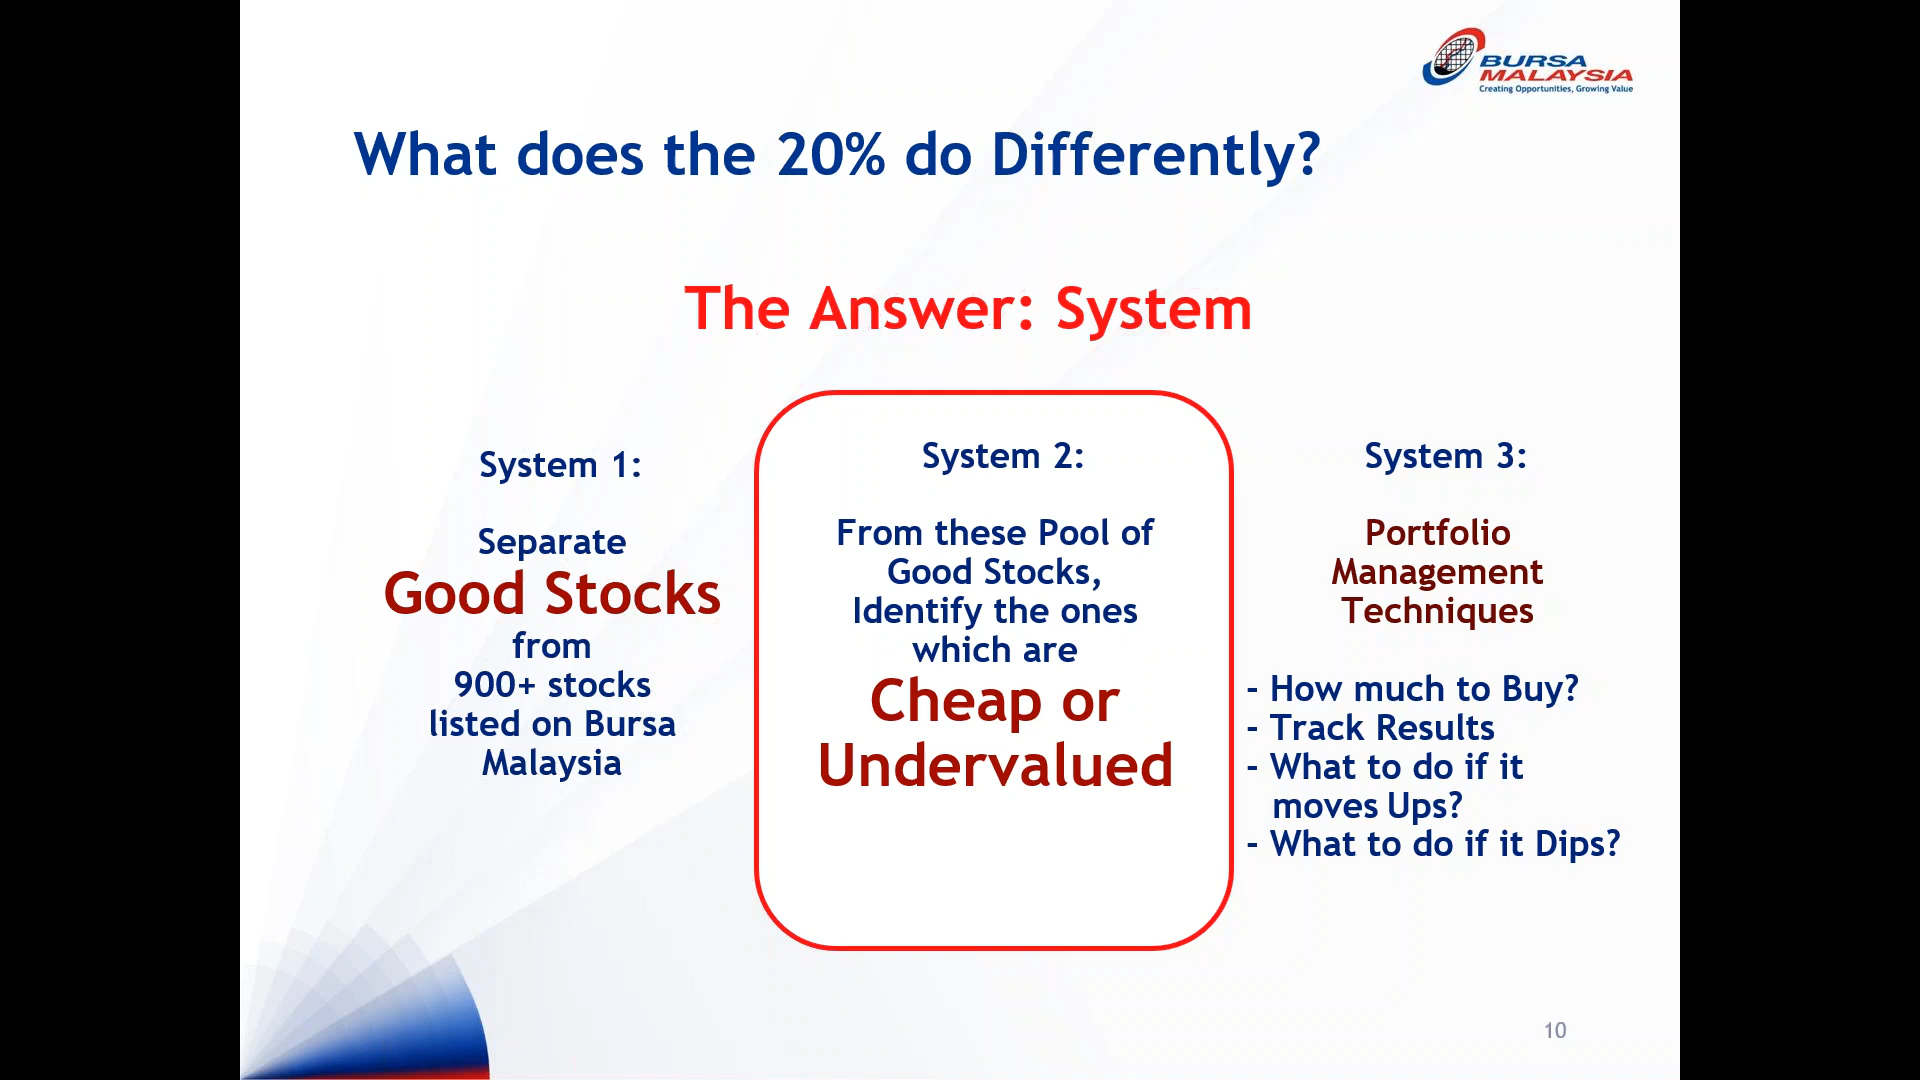 BURSA
MALAYSIA
Creating Opportunities, Growing Value
What does the 20% do Differently?
The Answer: System
System 1:
Separate
Good Stocks
from
900+ stocks
listed on Bursa
Malaysia
System 2:
From these Pool of
Good Stocks,
Identify the ones
which are
Cheap or
Undervalued
System 3:
Portfolio
Management
Techniques
- How much to Buy?
- Track Results
- What to do if it
moves Ups?
- What to do if it Dips?
10